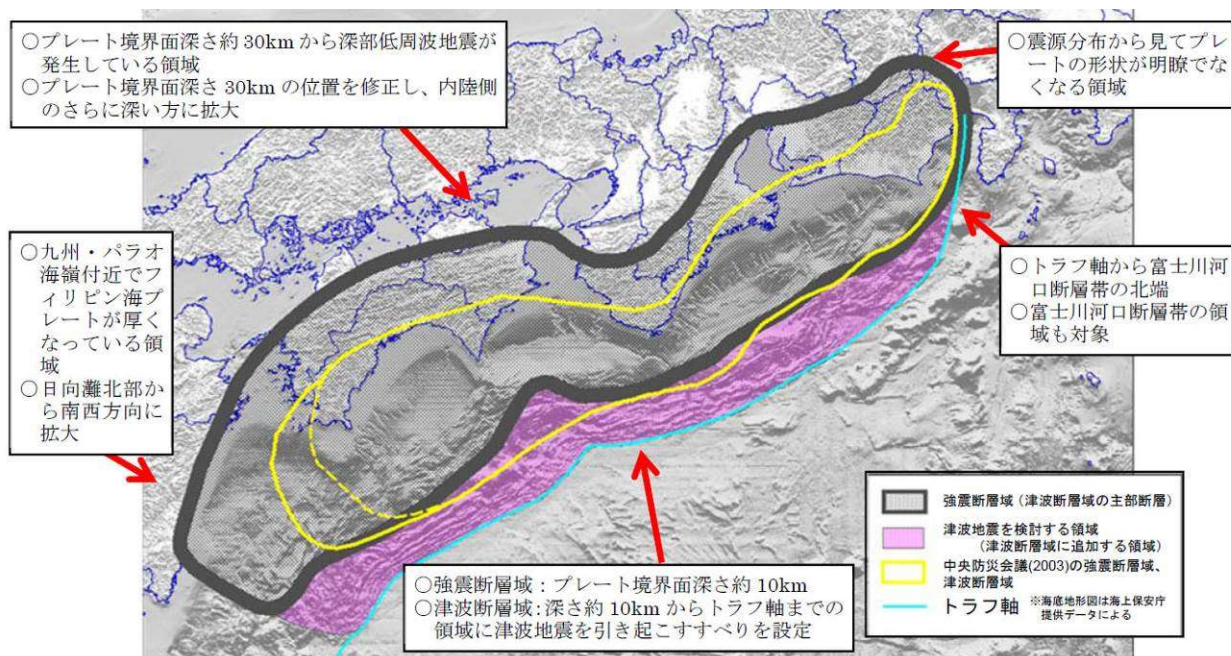 ○プレート境界面深さ約30kmから深部低周波地震が
発生している領域
○プレート境界面深さ30kmの位置を修正し、内陸側
のさらに深い方に拡大
○震源分布から見てプレ
ートの形状が明瞭でな
くなる領域
○九州・パラオ
海嶺付近でフ
ィリピン海プ
レートが厚く
なっている領
域
○日向灘北部か
ら南西方向に
拡大
○トラフ軸から富士川河
口断層帯の北端
○富士川河口断層帯の領
域も対象
○強震断層域:プレート境界面深さ約10km
○津波断層域:深さ約10kmからトラフ軸までの
領域に津波地震を引き起こすすべりを設定
強震断層域(津波断層域の主部断層)
津波地震を検討する領域
(津波断層域に追加する領域)
中央防災会議(2003)の強震断層域、
津波断層域
トラフ軸 ※海底地形図は海上保安庁
提供データによる